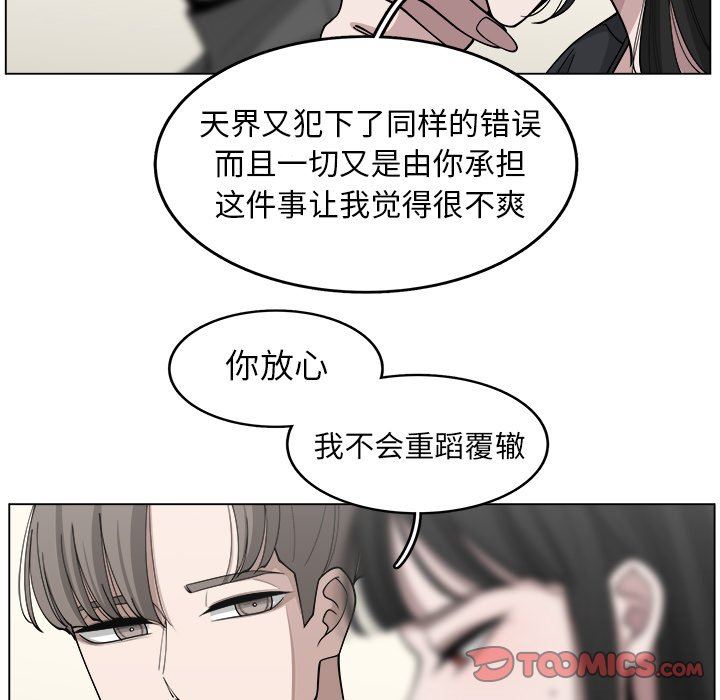 天界又犯下了同样的错误
而且一切又是由你承担
这件事让我觉得很不爽
你放心
我不会重蹈覆辙
TOOMICS.COM